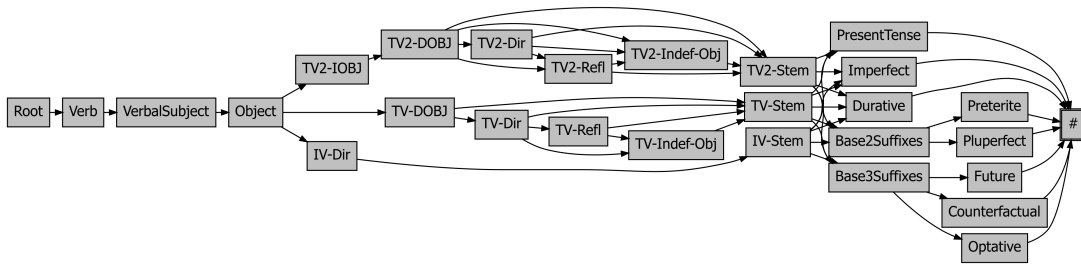 Root
Verb
VerbalSubject
Object
TV2-IOBJ
IV-Dir
TV2-DOBJ
TV-DOBJ
TV2-Dir
TV-Dir
TV2-Refl
TV-Refl
TV2-Indef-Obj
TV-Indef-Obj
TV2-Stem
TV-Stem
IV-Stem
PresentTense
Imperfect
Durative
Base2Suffixes
Base3Suffixes
Preterite
Pluperfect
Future
Counterfactual
Optative
#